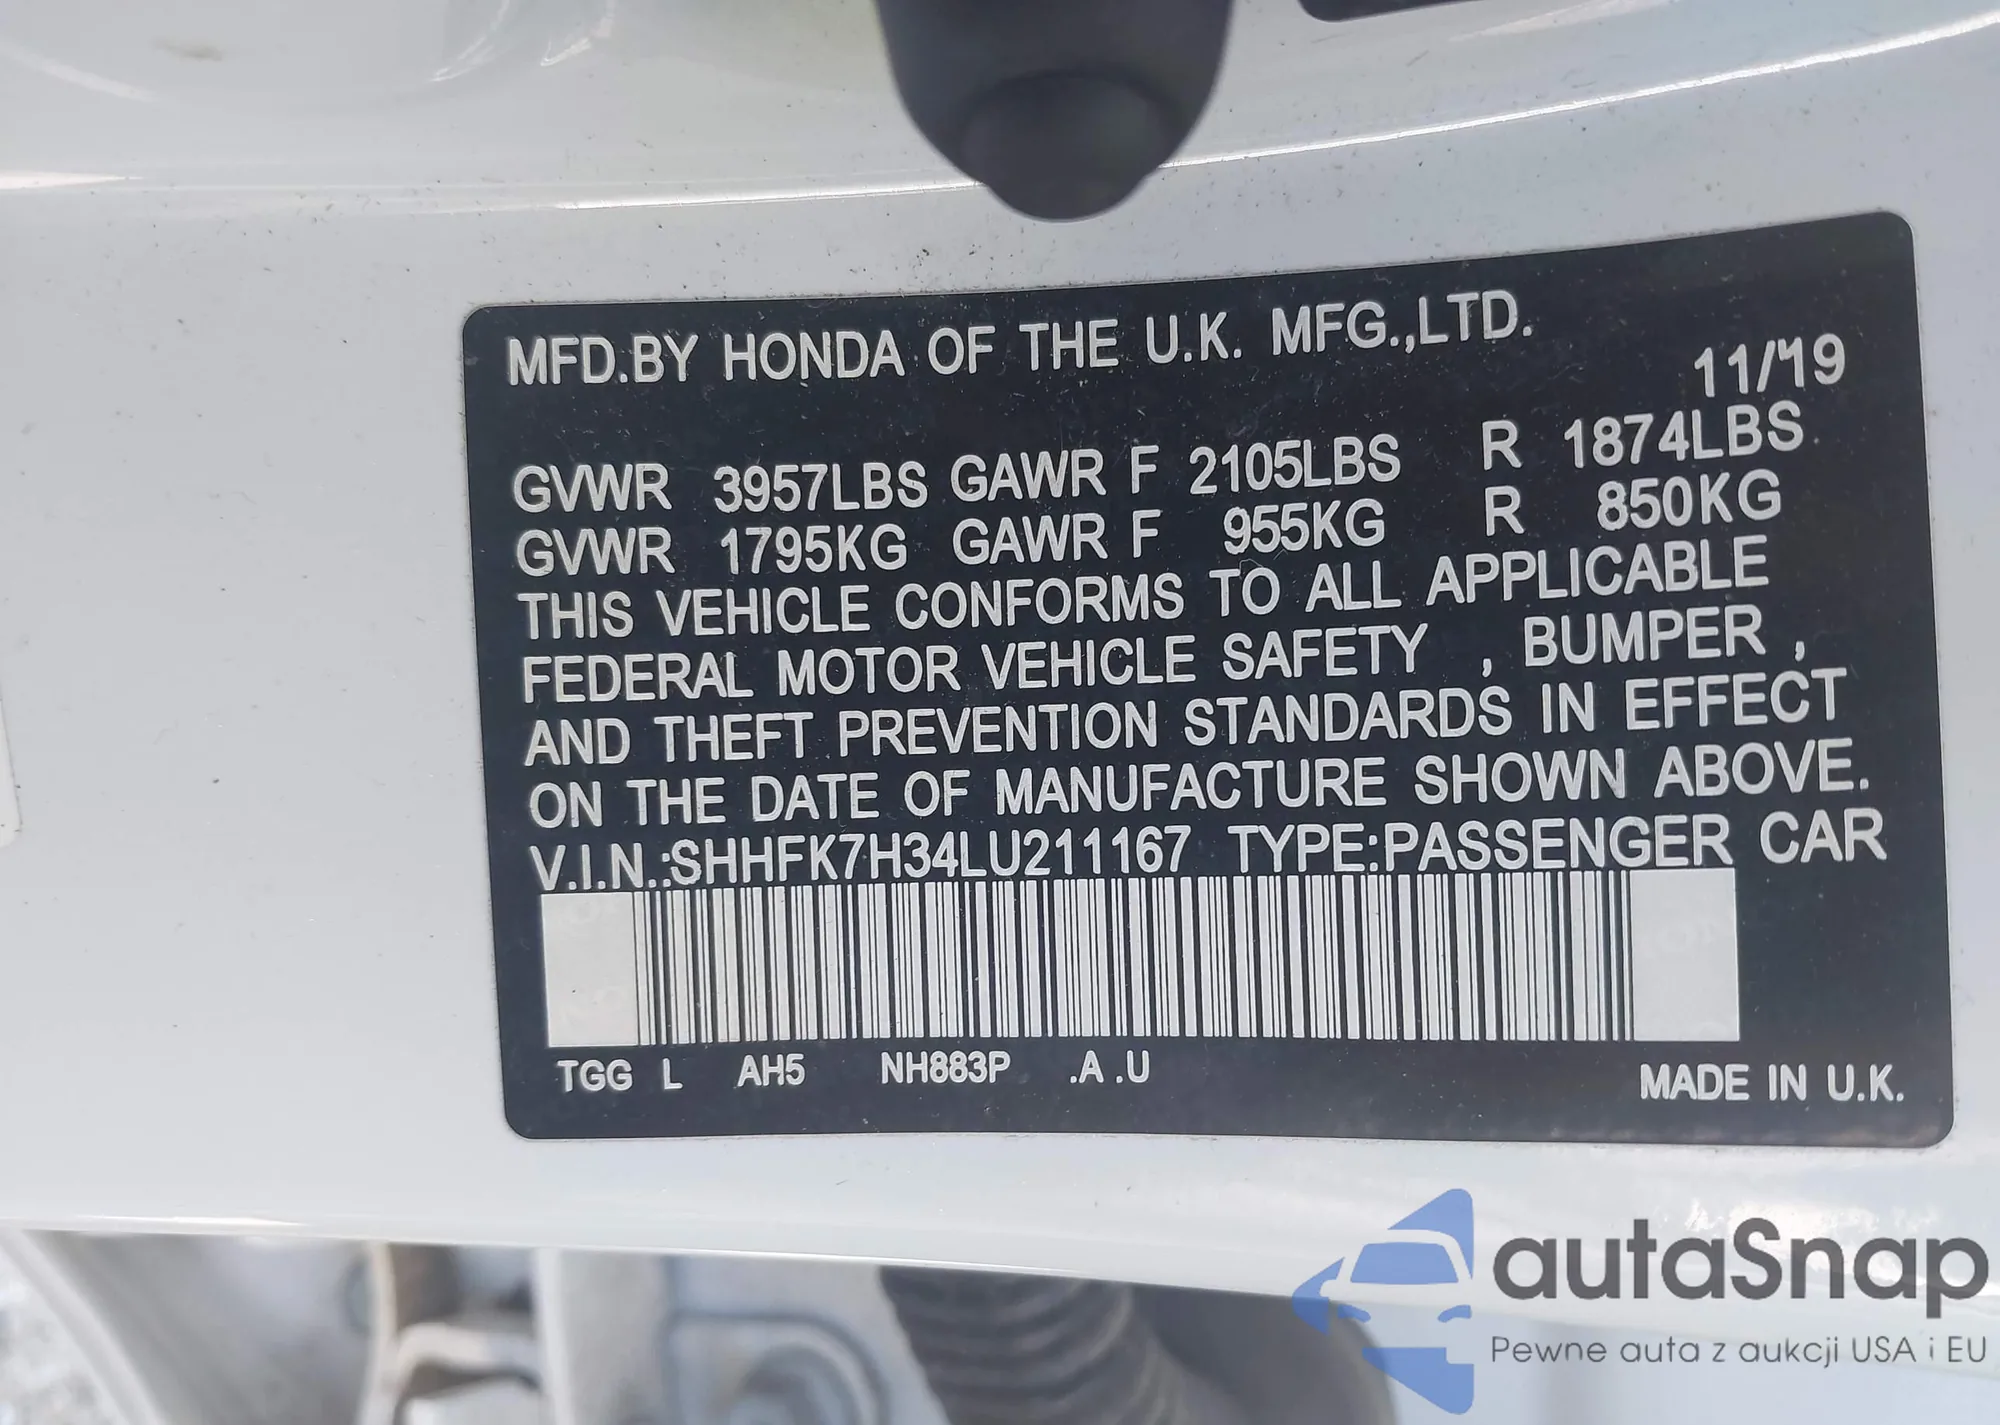 MFD.BY HONDA OF THE U.K. MFG.,LTD.
11/19
GVWR 3957LBS GAWR F 2105LBS R 1874LBS
GVWR 1795KG GAWR F 955KG R 850KG
THIS VEHICLE CONFORMS TO ALL APPLICABLE
FEDERAL MOTOR VEHICLE SAFETY , BUMPER ,
AND THEFT PREVENTION STANDARDS IN EFFECT
ON THE DATE OF MANUFACTURE SHOWN ABOVE.
V.I.N.:SHHFK7H34LU211167 TYPE:PASSENGER CAR
TGG L AH5 NH883P .A .U
MADE IN U.K.
autaSnap
Pewne auta z aukcji USA i EU